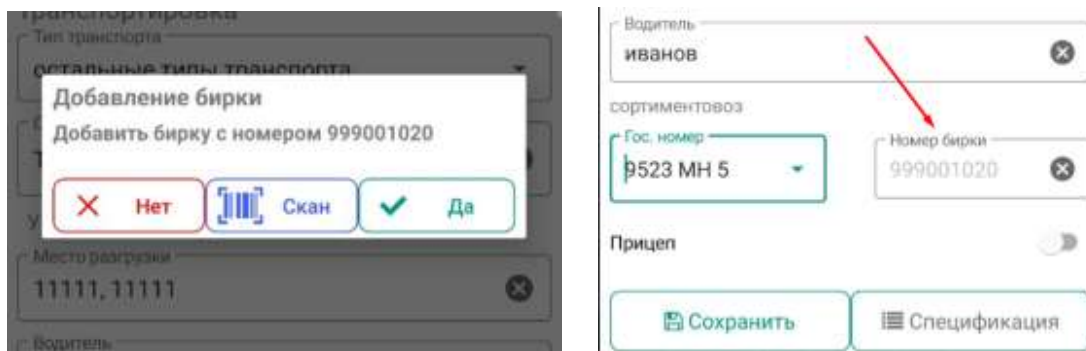 Транспортировка
Тип транспорта
остальные типы транспорта
Добавление бирки
Добавить бирку с номером 999001020
Нет
Скан
Да
Место разгрузки
11111, 11111
Водитель
Водитель
иванов
сортиментовоз
Гос. номер
9523 МН 5
Номер бирки
999001020
Прицеп
Сохранить
Спецификация